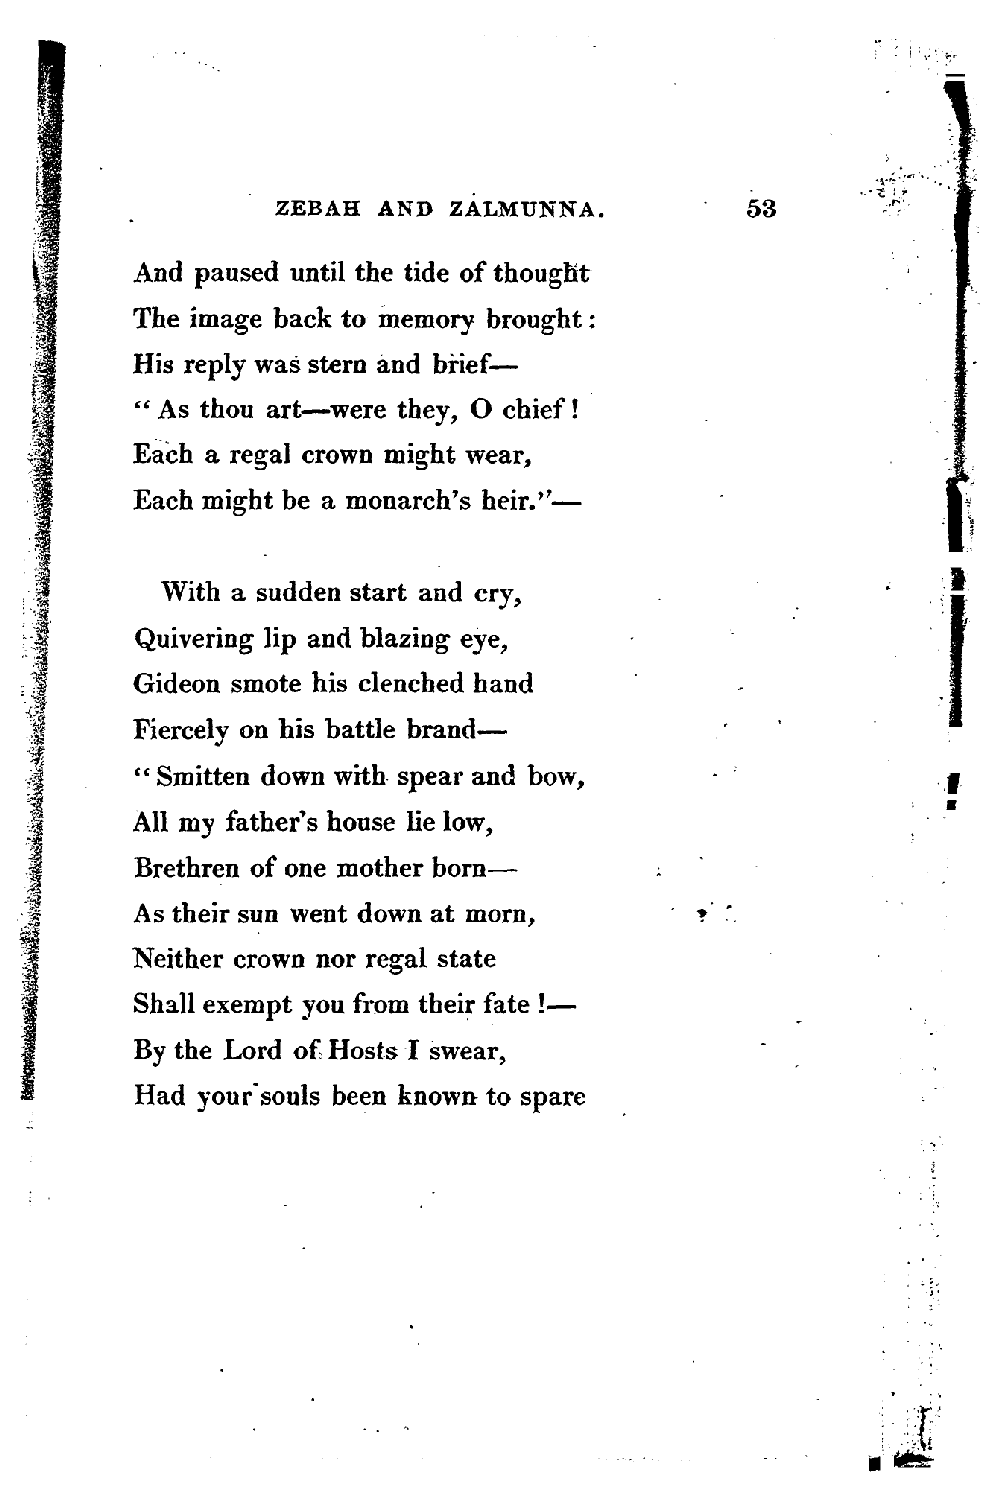 ZEBAH AND ZALMUNNA. 53
And paused until the tide of thought
The image back to memory brought:
His reply was stern and brief—
“As thou art—were they, O chief!
Each a regal crown might wear,
Each might be a monarch’s heir.”—
With a sudden start and cry,
Quivering lip and blazing eye,
Gideon smote his clenched hand
Fiercely on his battle brand—
“Smitten down with spear and bow,
All my father’s house lie low,
Brethren of one mother born—
As their sun went down at morn,
Neither crown nor regal state
Shall exempt you from their fate!—
By the Lord of Hosts I swear,
Had your souls been known to spare